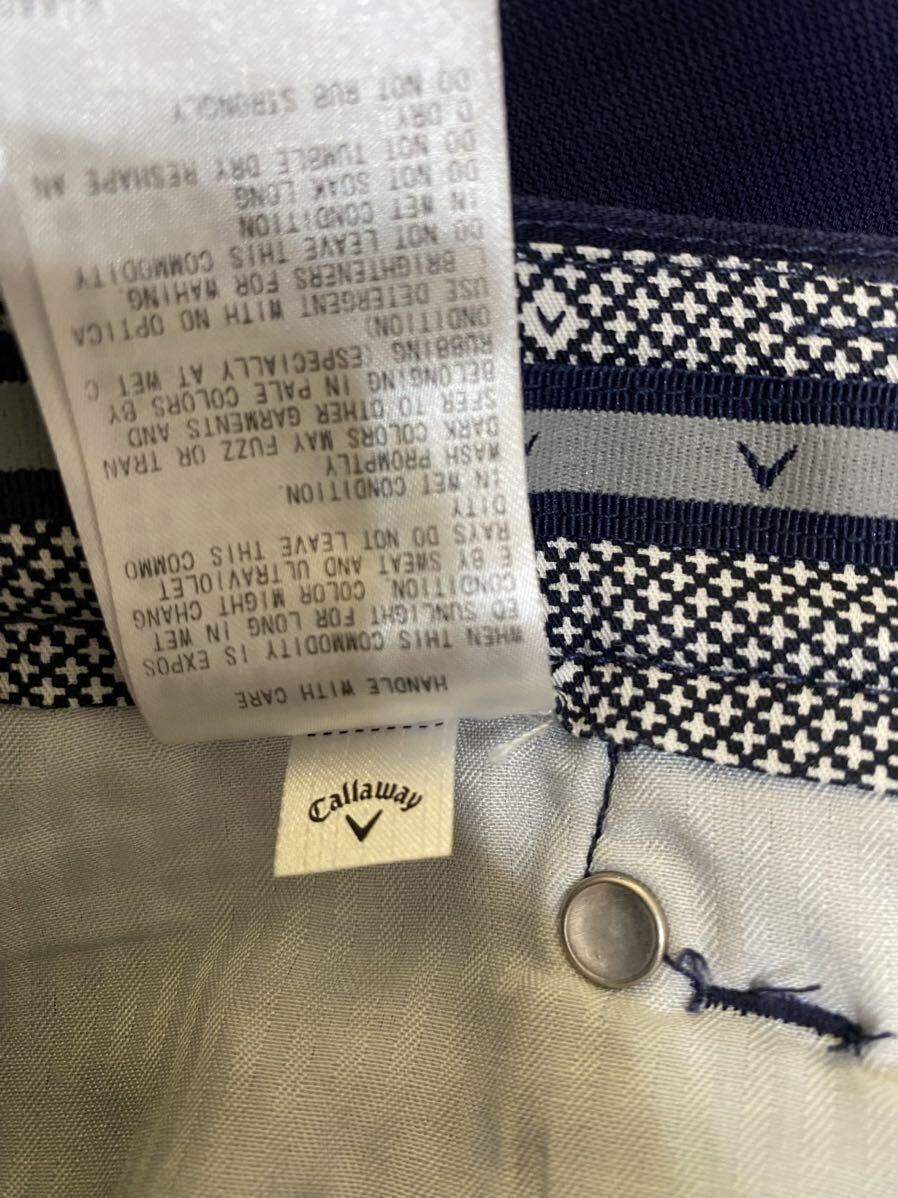 HANDLE WITH CARE
WHEN THIS COMMODITY IS EXPOS
ED SUNLIGHT FOR LONG IN WET
CONDITION. COLOR MIGHT CHANG
E BY SWEAT AND ULTRAVIOLET
RAYS DO NOT LEAVE THIS COMMO
DITY
IN WET CONDITION.
WASH PROMPTLY
DARK COLORS MAY FUZZ OR TRAN
SFER TO OTHER GARMENTS AND
BELONGING IN PALE COLORS BY
RUBBING. (ESPECIALLY AT WET C
ONDITION)
USE DETERGENT WITH NO OPTICA
L BRIGHTENERS FOR WAHING.
DO NOT LEAVE THIS COMMODITY
IN WET CONDITION
DO NOT SOAK LONG
DO NOT TUMBLE DRY RESHAPE AN
D DRY
DO NOT RUB STRONGLY
Callaway